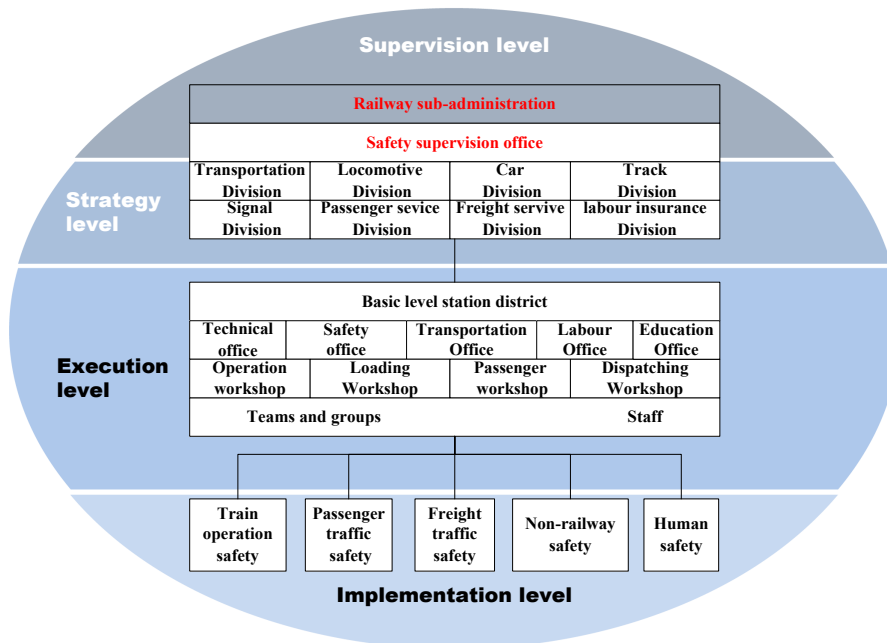 Supervision level
Railway sub-administration
Safety supervision office
Strategy
level
Transportation
Division
Locomotive
Division
Car
Division
Track
Division
Signal
Division
Passenger sevice
Division
Freight servive
Division
labour insurance
Division
Execution
level
Basic level station district
Technical
office
Safety
office
Transportation
Office
Labour
Office
Education
Office
Operation
workshop
Loading
Workshop
Passenger
workshop
Dispatching
Workshop
Teams and groups
Staff
Train
operation
safety
Passenger
traffic
safety
Freight
traffic
safety
Non-railway
safety
Human
safety
Implementation level